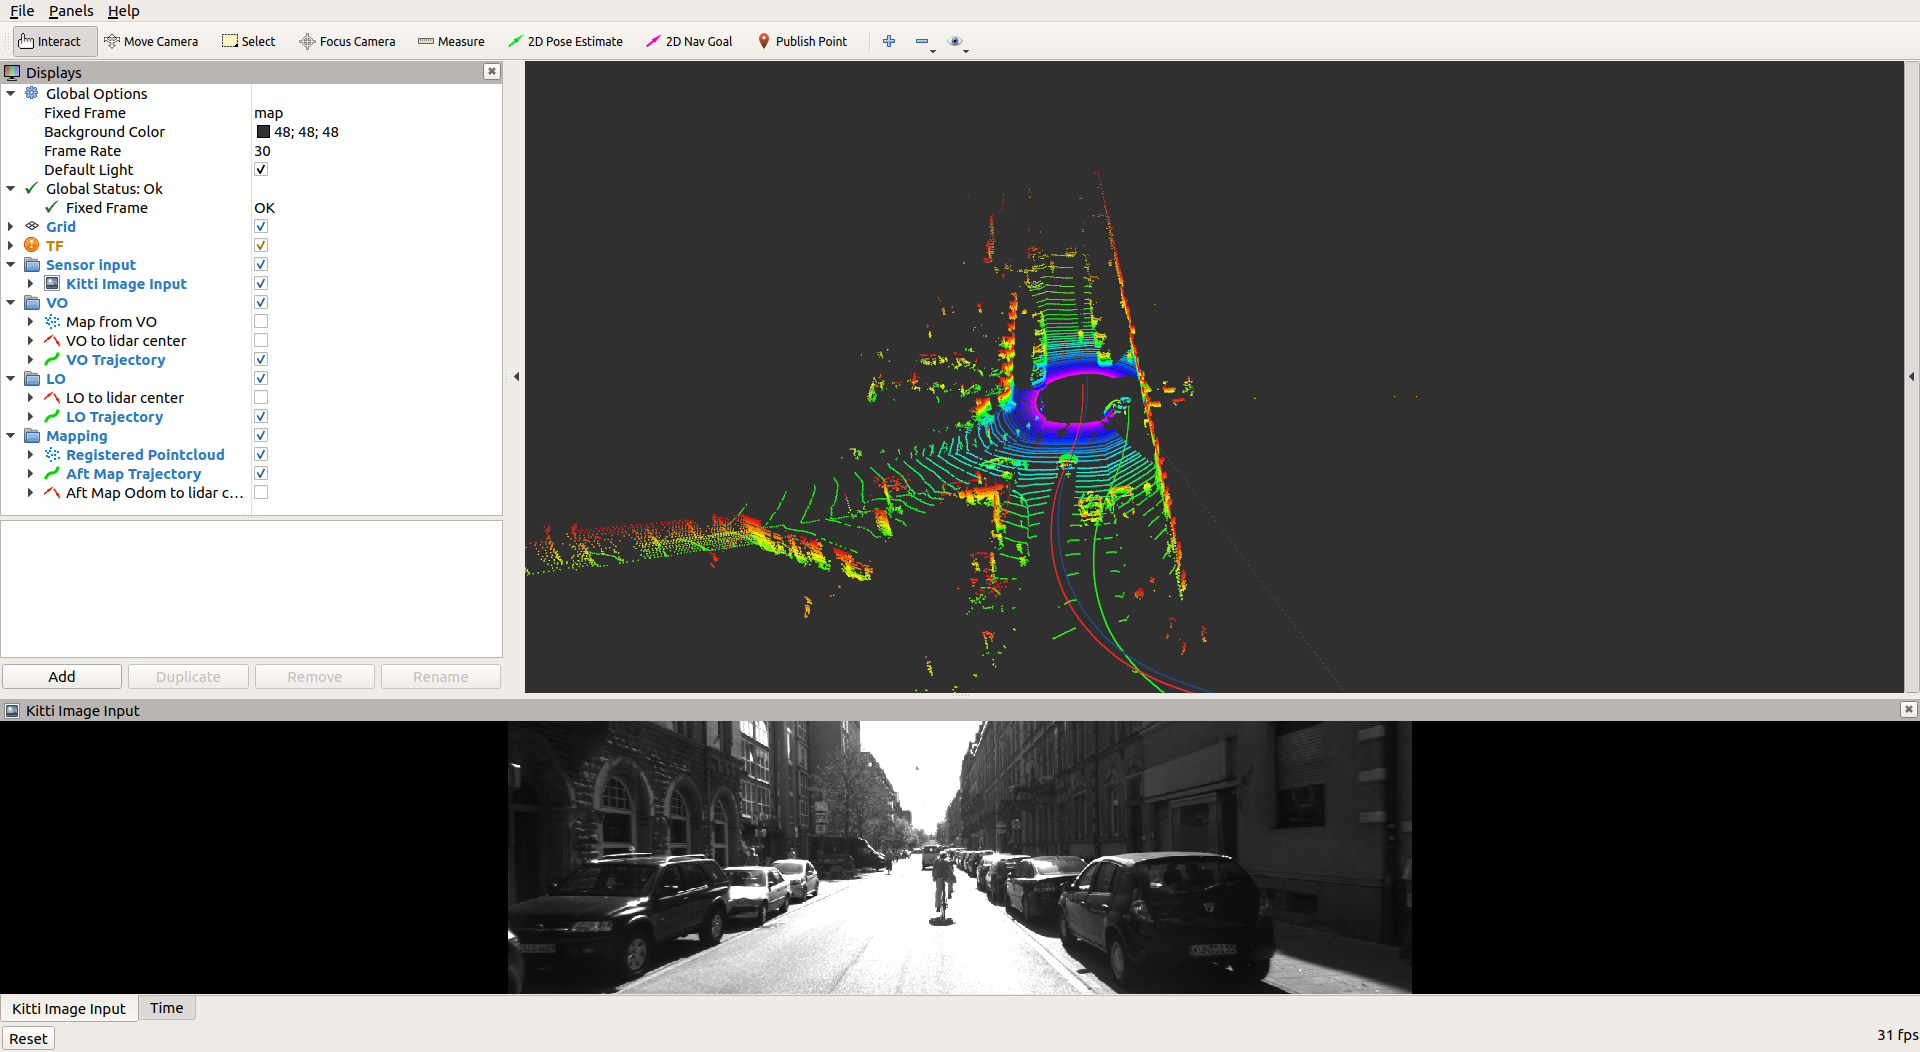 File Panels Help
Interact Move Camera Select Focus Camera Measure 2D Pose Estimate 2D Nav Goal Publish Point
Displays
Global Options
Fixed Frame map
Background Color 48; 48; 48
Frame Rate 30
Default Light
Global Status: Ok
Fixed Frame OK
Grid
TF
Sensor input
Kitti Image Input
VO
Map from VO
VO to lidar center
VO Trajectory
LO
LO to lidar center
LO Trajectory
Mapping
Registered Pointcloud
Aft Map Trajectory
Aft Map Odom to lidar c...
Add Duplicate Remove Rename
Kitti Image Input
Kitti Image Input Time
Reset
31 fps